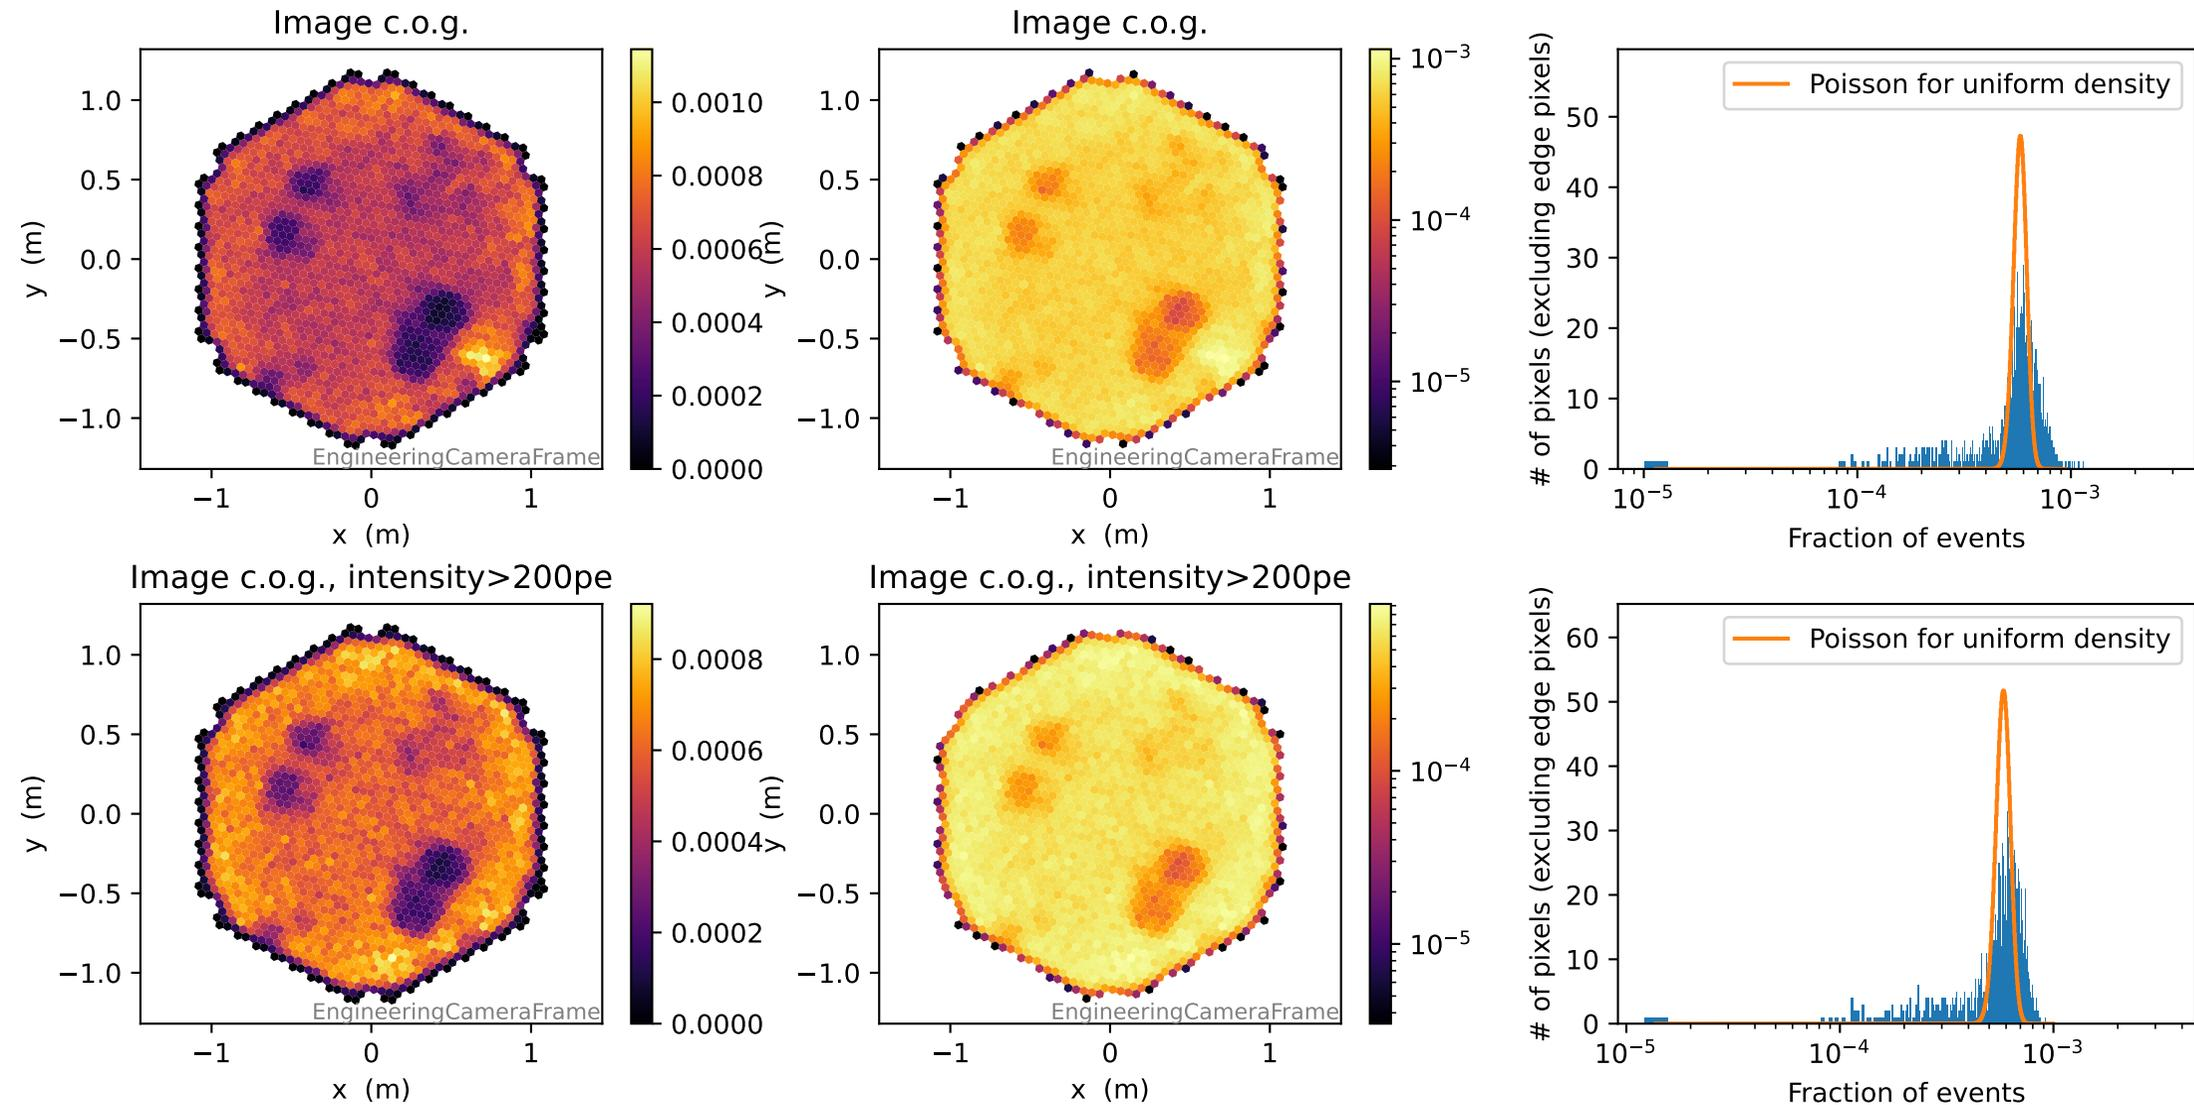 Image c.o.g.
1.0
0.5
0.0
−0.5
−1.0
y (m)
−1 0 1
x (m)
EngineeringCameraFrame
0.0010
0.0008
0.0006
0.0004
0.0002
0.0000
Image c.o.g.
1.0
0.5
0.0
−0.5
−1.0
y (m)
−1 0 1
x (m)
EngineeringCameraFrame
10⁻³
10⁻⁴
10⁻⁵
Poisson for uniform density
# of pixels (excluding edge pixels)
50
40
30
20
10
0
10⁻⁵ 10⁻⁴ 10⁻³
Fraction of events
Image c.o.g., intensity>200pe
1.0
0.5
0.0
−0.5
−1.0
y (m)
−1 0 1
x (m)
EngineeringCameraFrame
0.0008
0.0006
0.0004
0.0002
0.0000
Image c.o.g., intensity>200pe
1.0
0.5
0.0
−0.5
−1.0
y (m)
−1 0 1
x (m)
EngineeringCameraFrame
10⁻⁴
10⁻⁵
Poisson for uniform density
# of pixels (excluding edge pixels)
60
50
40
30
20
10
0
10⁻⁵ 10⁻⁴ 10⁻³
Fraction of events